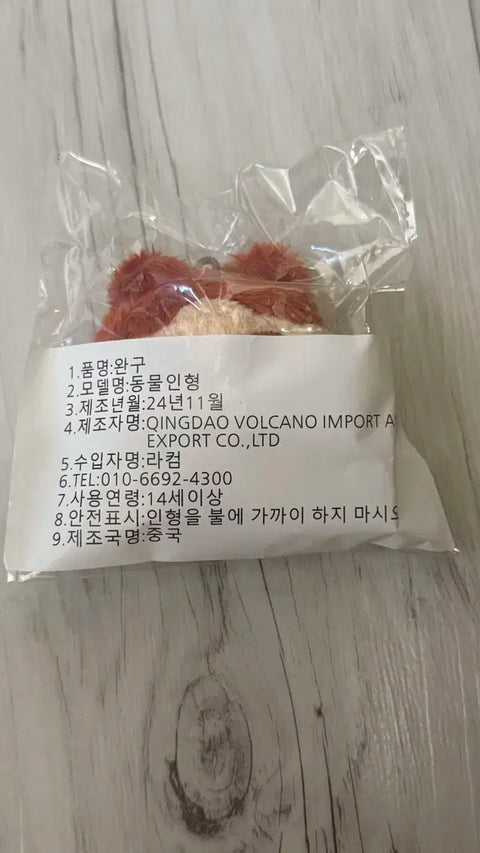 1.품명:완구
2.모델명:동물인형
3.제조년월:24년11월
4.제조자명:QINGDAO VOLCANO IMPORT A
EXPORT CO.,LTD
5.수입자명:라컴
6.TEL:010-6692-4300
7.사용연령:14세이상
8.안전표시:인형을 불에 가까이 하지 마시오
9.제조국명:중국